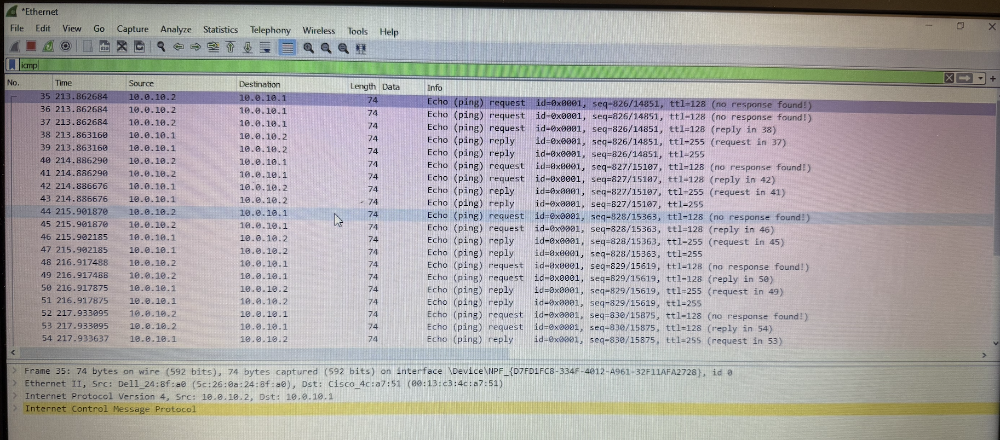 *Ethernet
File Edit View Go Capture Analyze Statistics Telephony Wireless Tools Help
icmp
No. Time Source Destination Length Data Info
35 213.862684 10.0.10.2 10.0.10.1 74 Echo (ping) request id=0x0001, seq=826/14851, ttl=128 (no response found!)
36 213.862684 10.0.10.2 10.0.10.1 74 Echo (ping) request id=0x0001, seq=826/14851, ttl=128 (no response found!)
37 213.862684 10.0.10.2 10.0.10.1 74 Echo (ping) request id=0x0001, seq=826/14851, ttl=128 (reply in 38)
38 213.863160 10.0.10.1 10.0.10.2 74 Echo (ping) reply id=0x0001, seq=826/14851, ttl=255 (request in 37)
39 213.863160 10.0.10.1 10.0.10.2 74 Echo (ping) reply id=0x0001, seq=826/14851, ttl=255
40 214.886290 10.0.10.2 10.0.10.1 74 Echo (ping) request id=0x0001, seq=827/15107, ttl=128 (no response found!)
41 214.886290 10.0.10.2 10.0.10.1 74 Echo (ping) request id=0x0001, seq=827/15107, ttl=128 (reply in 42)
42 214.886676 10.0.10.1 10.0.10.2 74 Echo (ping) reply id=0x0001, seq=827/15107, ttl=255 (request in 41)
43 214.886676 10.0.10.1 10.0.10.2 74 Echo (ping) reply id=0x0001, seq=827/15107, ttl=255
44 215.901870 10.0.10.2 10.0.10.1 74 Echo (ping) request id=0x0001, seq=828/15363, ttl=128 (no response found!)
45 215.901870 10.0.10.2 10.0.10.1 74 Echo (ping) request id=0x0001, seq=828/15363, ttl=128 (reply in 46)
46 215.902185 10.0.10.1 10.0.10.2 74 Echo (ping) reply id=0x0001, seq=828/15363, ttl=255 (request in 45)
47 215.902185 10.0.10.1 10.0.10.2 74 Echo (ping) reply id=0x0001, seq=828/15363, ttl=255
48 216.917488 10.0.10.2 10.0.10.1 74 Echo (ping) request id=0x0001, seq=829/15619, ttl=128 (no response found!)
49 216.917488 10.0.10.2 10.0.10.1 74 Echo (ping) request id=0x0001, seq=829/15619, ttl=128 (reply in 50)
50 216.917875 10.0.10.1 10.0.10.2 74 Echo (ping) reply id=0x0001, seq=829/15619, ttl=255 (request in 49)
51 216.917875 10.0.10.1 10.0.10.2 74 Echo (ping) reply id=0x0001, seq=829/15619, ttl=255
52 217.933095 10.0.10.2 10.0.10.1 74 Echo (ping) request id=0x0001, seq=830/15875, ttl=128 (no response found!)
53 217.933095 10.0.10.2 10.0.10.1 74 Echo (ping) request id=0x0001, seq=830/15875, ttl=128 (reply in 54)
54 217.933637 10.0.10.1 10.0.10.2 74 Echo (ping) reply id=0x0001, seq=830/15875, ttl=255 (request in 53)
Frame 35: 74 bytes on wire (592 bits), 74 bytes captured (592 bits) on interface \Device\NPF_{D7FD1FC8-334F-4012-A961-32F11AFA2728}, id 0
Ethernet II, Src: Dell_24:8f:a0 (5c:26:0a:24:8f:a0), Dst: Cisco_4c:a7:51 (00:13:c3:4c:a7:51)
Internet Protocol Version 4, Src: 10.0.10.2, Dst: 10.0.10.1
Internet Control Message Protocol